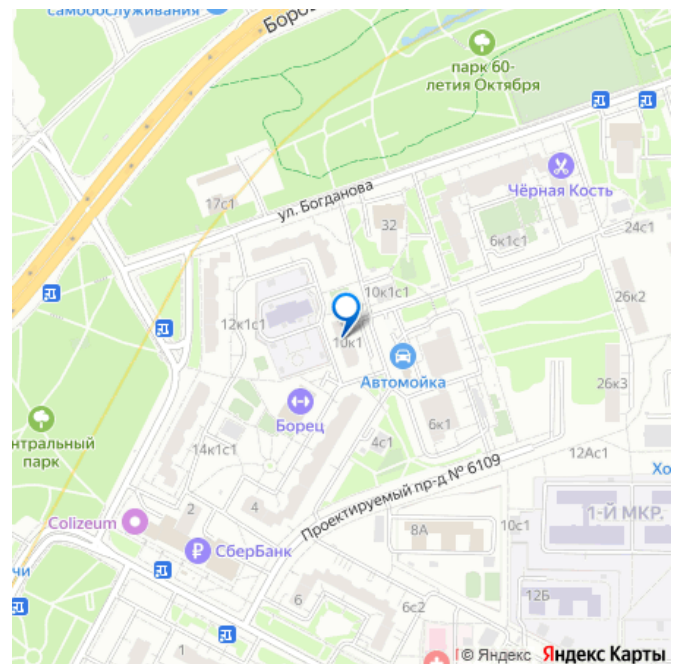 самообслуживания
Боров
парк 60-
летия Октября
ул. Богданова
Чёрная Кость
17с1
32
6к1с1
24с1
10к1с1
26к2
12к1с1
10к1
Автомойка
26к3
Борец
6к1
нтральный
парк
14к1с1
4с1
12Ас1
Проектируемый пр-д № 6109
Хо
2
4
1-Й МКР.
Colizeum
8А
10с1
СберБанк
чи
12Б
6
6с2
1
© Яндекс Яндекс Карты